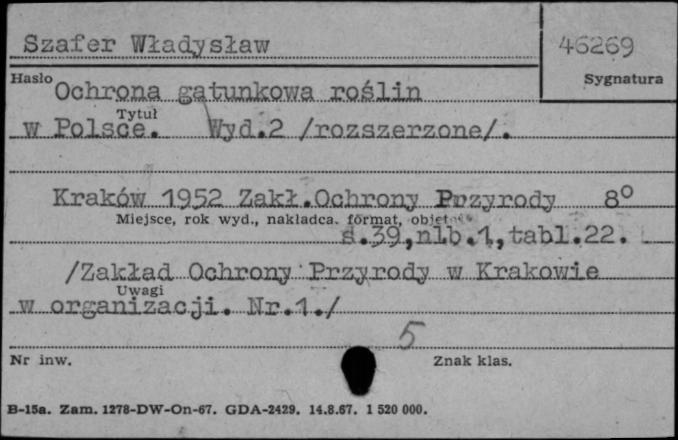 Szafer Władysław
46269
Hasło
Sygnatura
Ochrona gatunkowa roślin
Tytuł
w Polsce. Wyd.2 /rozszerzone/.
Kraków 1952 Zakł.Ochrony Przyrody 8°
Miejsce, rok wyd., nakładca. format, objętość
s.39,nlb.1,tabl.22.
/Zakład Ochrony Przyrody w Krakowie
Uwagi
w organizacji. Nr.1./
5
Nr inw.
Znak klas.
B-15a. Zam. 1278-DW-On-67. GDA-2429. 14.8.67. 1 520 000.